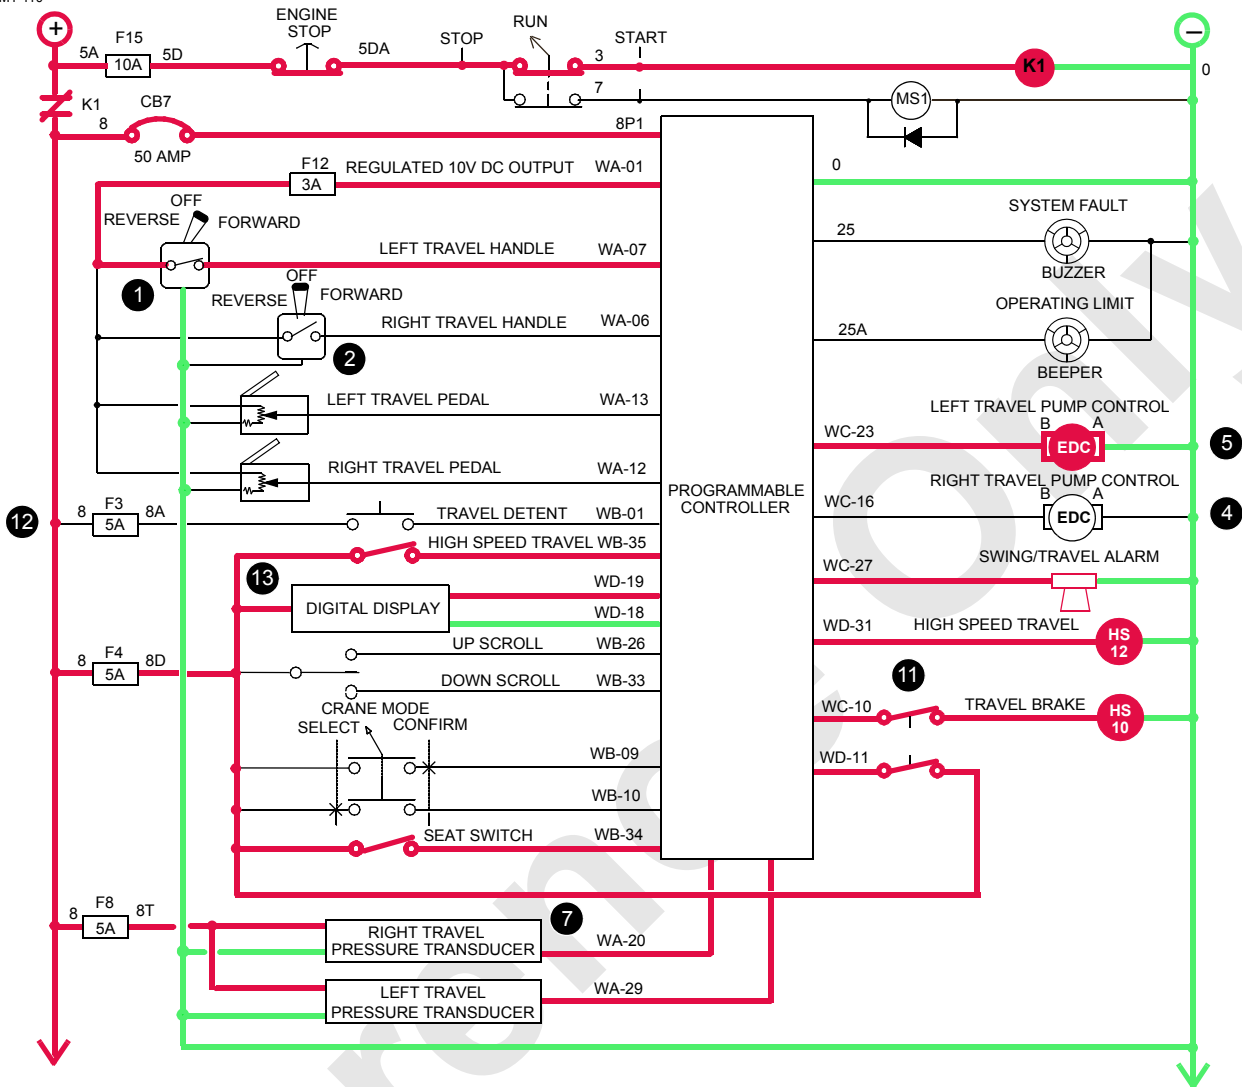 +
ENGINE
STOP
F15
5A
10A
5D
5DA
STOP
RUN
3
START
K1
0
7
MS1
K1
CB7
8
50 AMP
8P1
F12
3A
REGULATED 10V DC OUTPUT
WA-01
0
OFF
REVERSE
FORWARD
LEFT TRAVEL HANDLE
WA-07
1
OFF
REVERSE
FORWARD
RIGHT TRAVEL HANDLE
WA-06
2
LEFT TRAVEL PEDAL
WA-13
RIGHT TRAVEL PEDAL
WA-12
12
8
F3
5A
8A
TRAVEL DETENT
WB-01
HIGH SPEED TRAVEL
WB-35
13
DIGITAL DISPLAY
WD-19
WD-18
UP SCROLL
WB-26
8
F4
5A
8D
DOWN SCROLL
WB-33
CRANE MODE
SELECT
CONFIRM
WB-09
WB-10
SEAT SWITCH
WB-34
8
F8
5A
8T
7
RIGHT TRAVEL
PRESSURE TRANSDUCER
WA-20
LEFT TRAVEL
PRESSURE TRANSDUCER
WA-29
PROGRAMMABLE
CONTROLLER
SYSTEM FAULT
25
BUZZER
OPERATING LIMIT
25A
BEEPER
LEFT TRAVEL PUMP CONTROL
WC-23
B
A
EDC
5
RIGHT TRAVEL PUMP CONTROL
WC-16
B
A
EDC
4
SWING/TRAVEL ALARM
WC-27
HIGH SPEED TRAVEL
WD-31
HS
12
11
WC-10
TRAVEL BRAKE
HS
10
WD-11